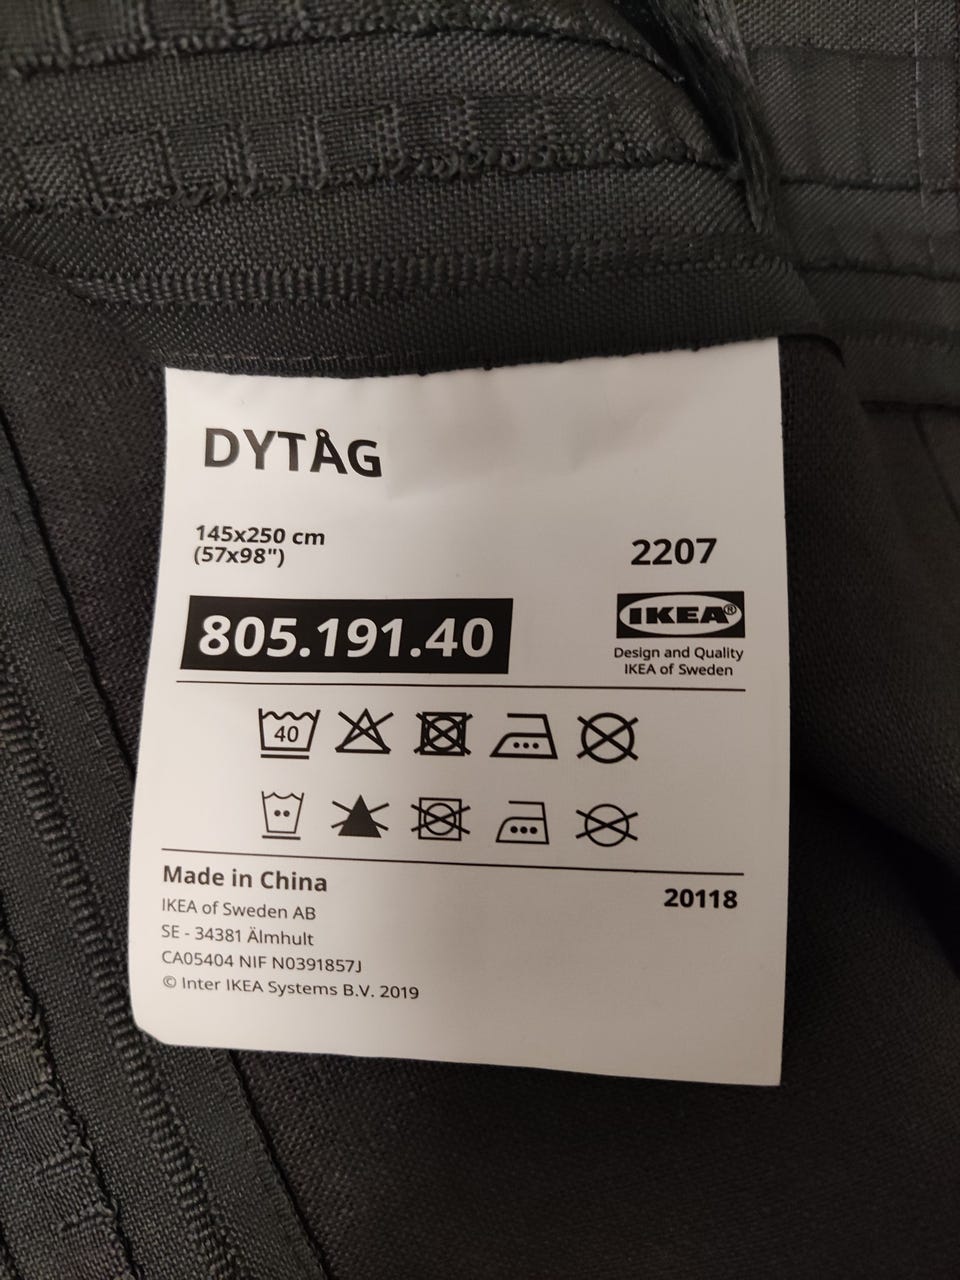 DYTÅG
145x250 cm
(57x98")
2207
805.191.40
IKEA®
Design and Quality
IKEA of Sweden
40
Made in China
20118
IKEA of Sweden AB
SE - 34381 Älmhult
CA05404 NIF N0391857J
© Inter IKEA Systems B.V. 2019